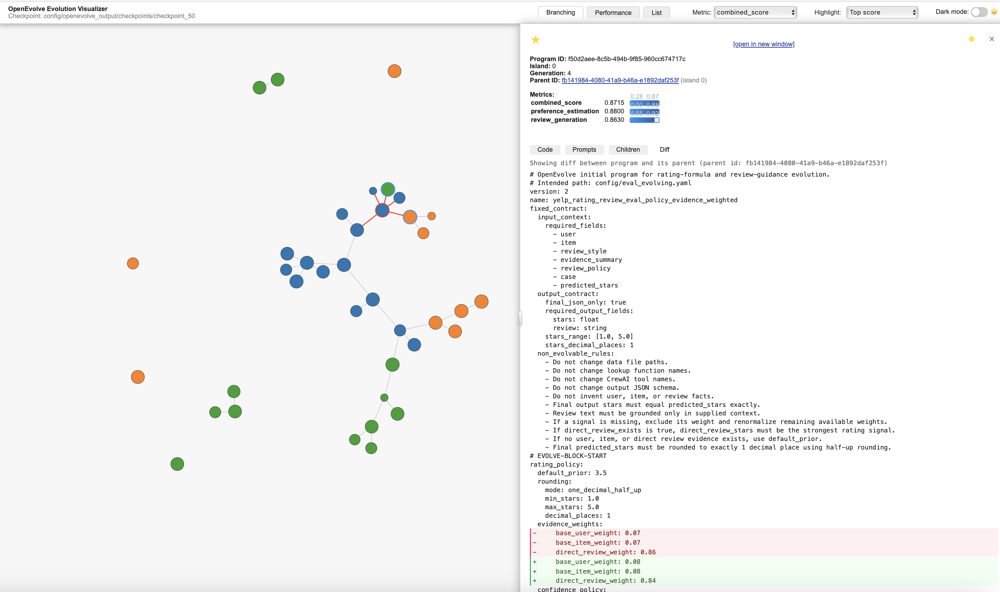 OpenEvolve Evolution Visualizer
Checkpoint: config/openevolve_output/checkpoints/checkpoint_50
Branching
Performance
List
Metric: combined_score
Highlight: Top score
Dark mode:
[open in new window]
Program ID: f50d2aee-8c5b-494b-9f85-960cc674717c
Island: 0
Generation: 4
Parent ID: fb141984-4080-41a9-b46a-e1892daf253f (island 0)
Metrics:
0.28 0.87
combined_score 0.8715
0.00 0.88
preference_estimation 0.8800
0.55 0.92
review_generation 0.8630
Code
Prompts
Children
Diff
Showing diff between program and its parent (parent id: fb141984-4080-41a9-b46a-e1892daf253f)
# OpenEvolve initial program for rating-formula and review-guidance evolution.
# Intended path: config/eval_evolving.yaml
version: 2
name: yelp_rating_review_eval_policy_evidence_weighted
fixed_contract:
  input_context:
    required_fields:
      - user
      - item
      - review_style
      - evidence_summary
      - review_policy
      - case
      - predicted_stars
  output_contract:
    final_json_only: true
    required_output_fields:
      stars: float
      review: string
    stars_range: [1.0, 5.0]
    stars_decimal_places: 1
  non_evolvable_rules:
    - Do not change data file paths.
    - Do not change lookup function names.
    - Do not change CrewAI tool names.
    - Do not change output JSON schema.
    - Do not invent user, item, or review facts.
    - Final output stars must equal predicted_stars exactly.
    - Review text must be grounded only in supplied context.
    - If a signal is missing, exclude its weight and renormalize remaining available weights.
    - If direct_review_exists is true, direct_review_stars must be the strongest rating signal.
    - If no user, item, or direct review evidence exists, use default_prior.
    - Final predicted_stars must be rounded to exactly 1 decimal place using half-up rounding.
# EVOLVE-BLOCK-START
rating_policy:
  default_prior: 3.5
  rounding:
    mode: one_decimal_half_up
    min_stars: 1.0
    max_stars: 5.0
    decimal_places: 1
  evidence_weights:
-     base_user_weight: 0.07
-     base_item_weight: 0.07
-     direct_review_weight: 0.86
+     base_user_weight: 0.08
+     base_item_weight: 0.08
+     direct_review_weight: 0.84
  confidence_policy: